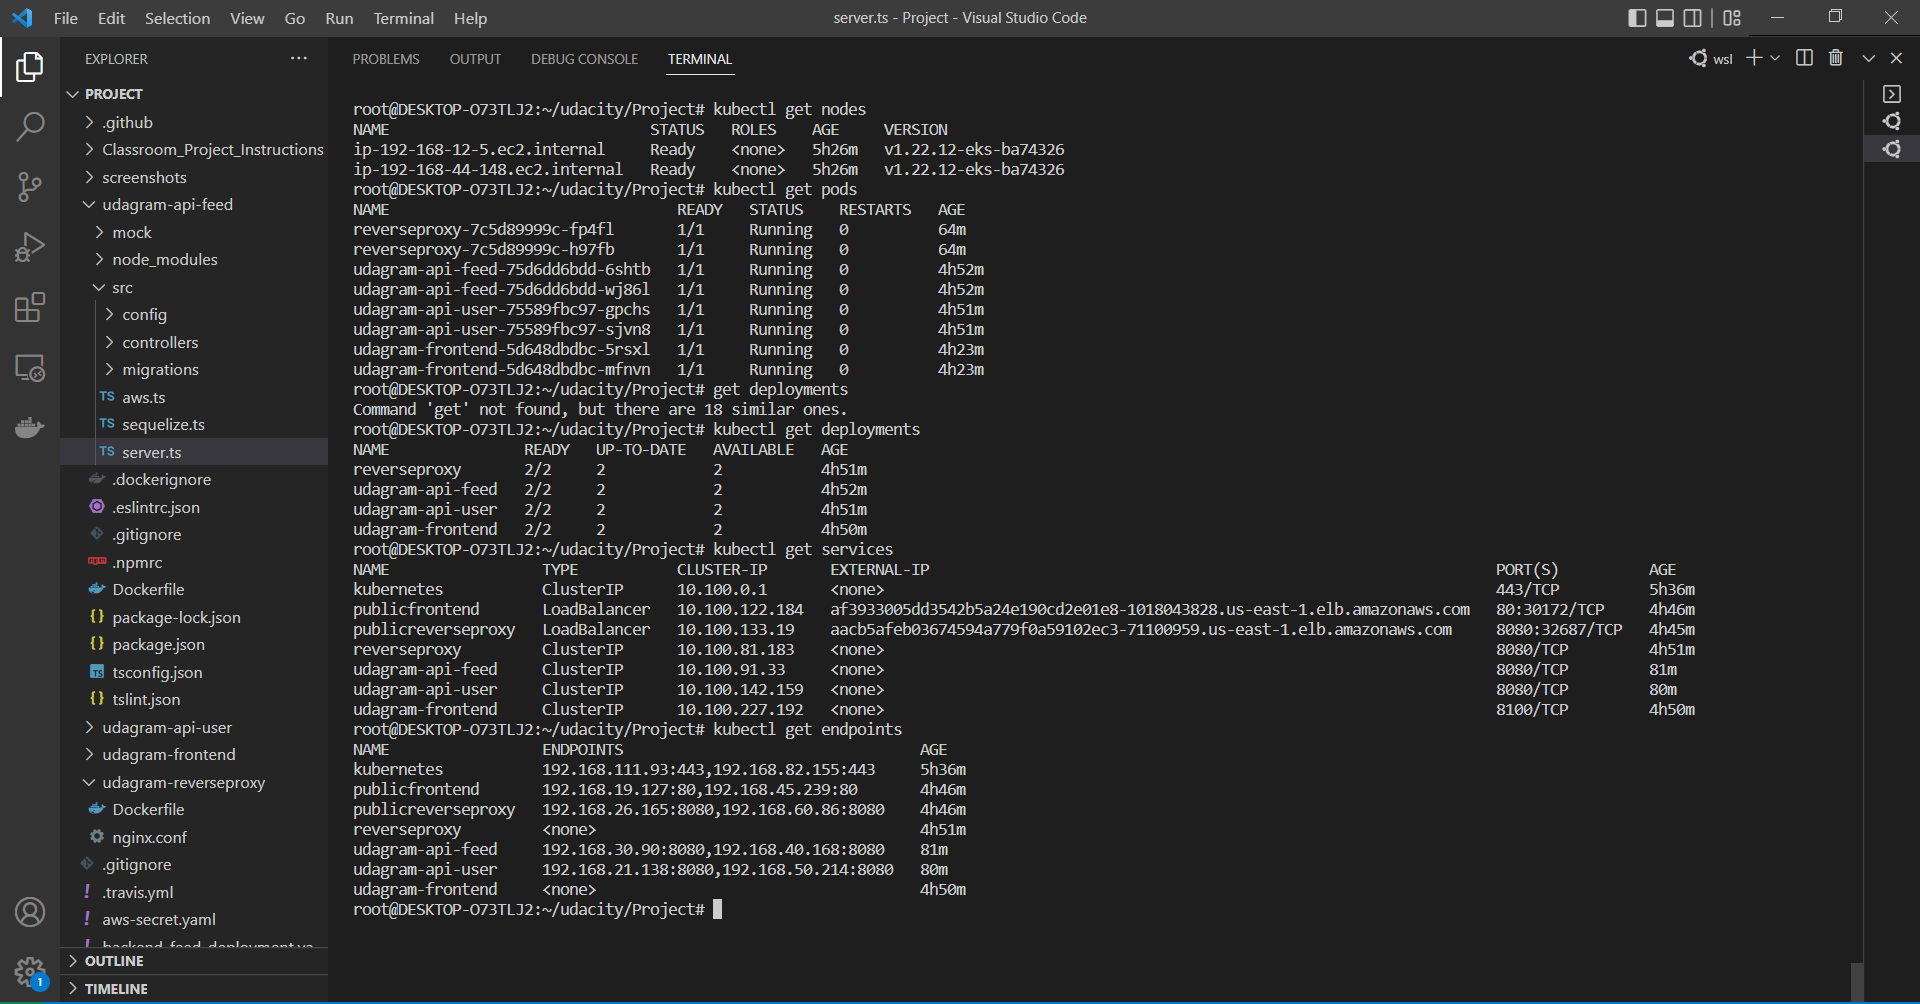 File Edit Selection View Go Run Terminal Help
server.ts - Project - Visual Studio Code
EXPLORER
PROJECT
.github
Classroom_Project_Instructions
screenshots
udagram-api-feed
mock
node_modules
src
config
controllers
migrations
TS aws.ts
TS sequelize.ts
TS server.ts
.dockerignore
.eslintrc.json
.gitignore
npm .npmrc
Dockerfile
{} package-lock.json
{} package.json
TS tsconfig.json
{} tslint.json
udagram-api-user
udagram-frontend
udagram-reverseproxy
Dockerfile
nginx.conf
.gitignore
! .travis.yml
! aws-secret.yaml
! backend_feed_deployment.ya
OUTLINE
TIMELINE
1
PROBLEMS OUTPUT DEBUG CONSOLE TERMINAL
wsl
root@DESKTOP-O73TLJ2:~/udacity/Project# kubectl get nodes
NAME STATUS ROLES AGE VERSION
ip-192-168-12-5.ec2.internal Ready <none> 5h26m v1.22.12-eks-ba74326
ip-192-168-44-148.ec2.internal Ready <none> 5h26m v1.22.12-eks-ba74326
root@DESKTOP-O73TLJ2:~/udacity/Project# kubectl get pods
NAME READY STATUS RESTARTS AGE
reverseproxy-7c5d89999c-fp4fl 1/1 Running 0 64m
reverseproxy-7c5d89999c-h97fb 1/1 Running 0 64m
udagram-api-feed-75d6dd6bdd-6shtb 1/1 Running 0 4h52m
udagram-api-feed-75d6dd6bdd-wj86l 1/1 Running 0 4h52m
udagram-api-user-75589fbc97-gpchs 1/1 Running 0 4h51m
udagram-api-user-75589fbc97-sjvn8 1/1 Running 0 4h51m
udagram-frontend-5d648dbdbc-5rsxl 1/1 Running 0 4h23m
udagram-frontend-5d648dbdbc-mfnvn 1/1 Running 0 4h23m
root@DESKTOP-O73TLJ2:~/udacity/Project# get deployments
Command 'get' not found, but there are 18 similar ones.
root@DESKTOP-O73TLJ2:~/udacity/Project# kubectl get deployments
NAME READY UP-TO-DATE AVAILABLE AGE
reverseproxy 2/2 2 2 4h51m
udagram-api-feed 2/2 2 2 4h52m
udagram-api-user 2/2 2 2 4h51m
udagram-frontend 2/2 2 2 4h50m
root@DESKTOP-O73TLJ2:~/udacity/Project# kubectl get services
NAME TYPE CLUSTER-IP EXTERNAL-IP PORT(S) AGE
kubernetes ClusterIP 10.100.0.1 <none> 443/TCP 5h36m
publicfrontend LoadBalancer 10.100.122.184 af3933005dd3542b5a24e190cd2e01e8-1018043828.us-east-1.elb.amazonaws.com 80:30172/TCP 4h46m
publicreverseproxy LoadBalancer 10.100.133.19 aacb5afeb03674594a779f0a59102ec3-71100959.us-east-1.elb.amazonaws.com 8080:32687/TCP 4h45m
reverseproxy ClusterIP 10.100.81.183 <none> 8080/TCP 4h51m
udagram-api-feed ClusterIP 10.100.91.33 <none> 8080/TCP 81m
udagram-api-user ClusterIP 10.100.142.159 <none> 8080/TCP 80m
udagram-frontend ClusterIP 10.100.227.192 <none> 8100/TCP 4h50m
root@DESKTOP-O73TLJ2:~/udacity/Project# kubectl get endpoints
NAME ENDPOINTS AGE
kubernetes 192.168.111.93:443,192.168.82.155:443 5h36m
publicfrontend 192.168.19.127:80,192.168.45.239:80 4h46m
publicreverseproxy 192.168.26.165:8080,192.168.60.86:8080 4h46m
reverseproxy <none> 4h51m
udagram-api-feed 192.168.30.90:8080,192.168.40.168:8080 81m
udagram-api-user 192.168.21.138:8080,192.168.50.214:8080 80m
udagram-frontend <none> 4h50m
root@DESKTOP-O73TLJ2:~/udacity/Project#